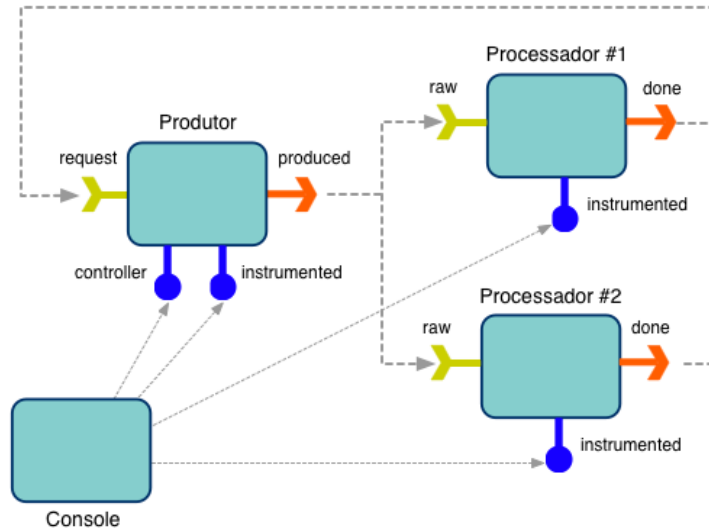 Processador #1
raw
done
Produtor
request
produced
instrumented
controller
instrumented
Processador #2
raw
done
instrumented
Console